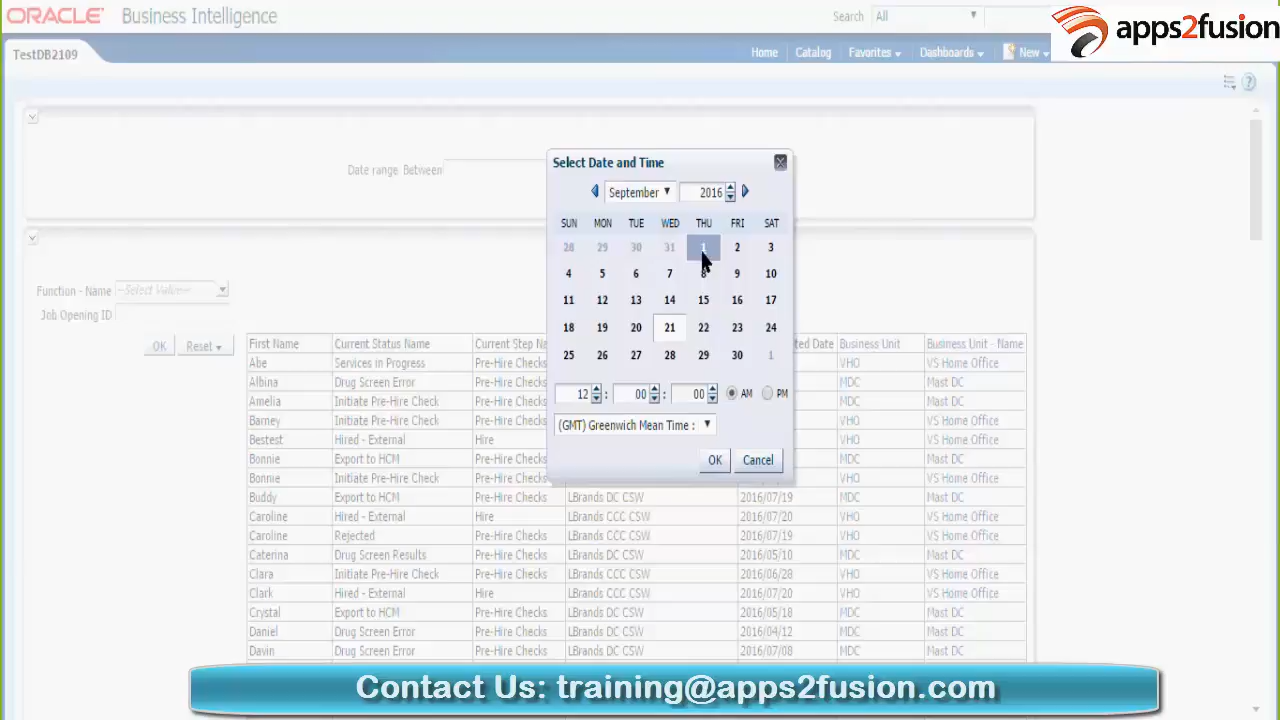 ORACLE Business Intelligence
Search All
apps2fusion
TestDB2109
Home Catalog Favorites Dashboards New
Date range Between
Select Date and Time
September 2016
SUN MON TUE WED THU FRI SAT
28 29 30 31 1 2 3
4 5 6 7 8 9 10
11 12 13 14 15 16 17
18 19 20 21 22 23 24
25 26 27 28 29 30 1
12 : 00 : 00 AM PM
(GMT) Greenwich Mean Time :
OK Cancel
Function - Name --Select Value--
Job Opening ID
OK Reset
First Name Current Status Name Current Step Na ed Date Business Unit Business Unit - Name
Abe Services in Progress Pre-Hire Checks VHO VS Home Office
Albina Drug Screen Error Pre-Hire Checks MDC Mast DC
Amelia Initiate Pre-Hire Check Pre-Hire Checks MDC Mast DC
Barney Initiate Pre-Hire Check Pre-Hire Checks VHO VS Home Office
Bestest Hired - External Hire VHO VS Home Office
Bonnie Export to HCM Pre-Hire Checks MDC Mast DC
Bonnie Initiate Pre-Hire Check Pre-Hire Checks VHO VS Home Office
Buddy Export to HCM Pre-Hire Checks LBrands DC CSW 2016/07/19 MDC Mast DC
Caroline Hired - External Hire LBrands CCC CSW 2016/07/20 VHO VS Home Office
Caroline Rejected Pre-Hire Checks LBrands CCC CSW 2016/07/19 VHO VS Home Office
Caterina Drug Screen Results Pre-Hire Checks LBrands DC CSW 2016/05/10 MDC Mast DC
Clara Initiate Pre-Hire Check Pre-Hire Checks LBrands CCC CSW 2016/06/28 VHO VS Home Office
Clark Hired - External Hire LBrands CCC CSW 2016/07/20 VHO VS Home Office
Crystal Export to HCM Pre-Hire Checks LBrands DC CSW 2016/05/18 MDC Mast DC
Daniel Drug Screen Error Pre-Hire Checks LBrands DC CSW 2016/04/12 MDC Mast DC
Davin Drug Screen Error Pre-Hire Checks LBrands DC CSW 2016/07/08 MDC Mast DC
Contact Us: training@apps2fusion.com